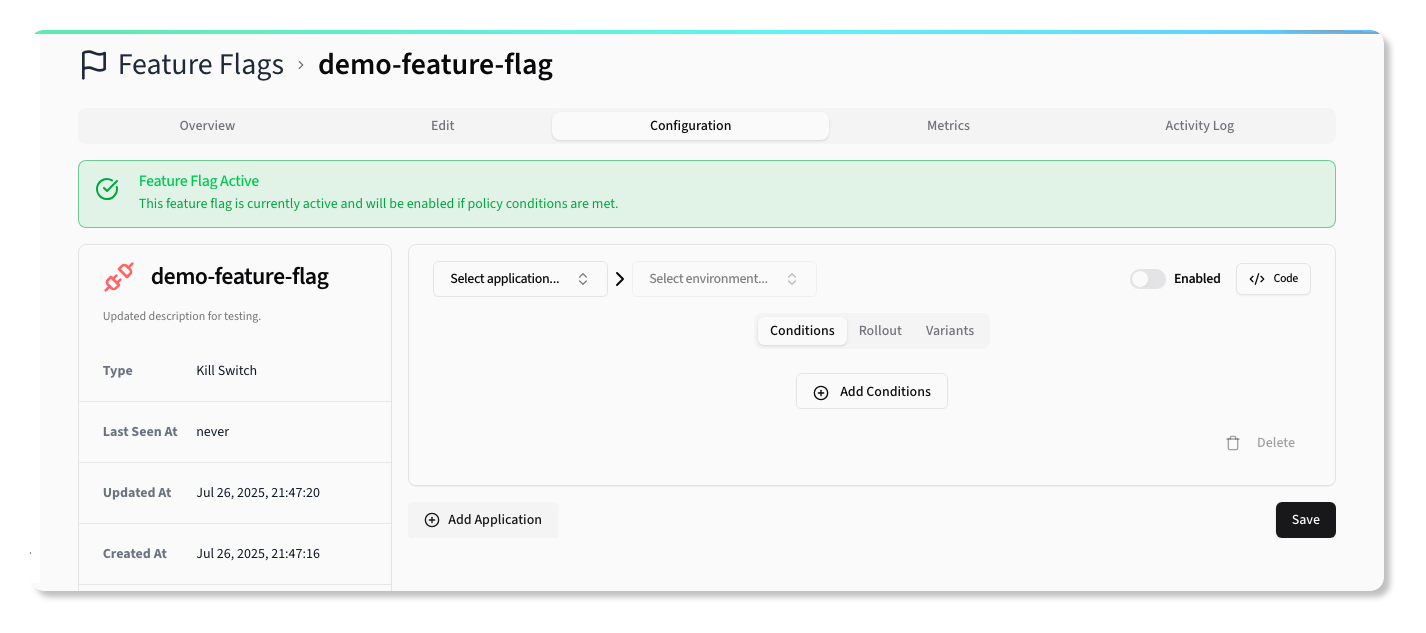 Feature Flags › demo-feature-flag
Overview Edit Configuration Metrics Activity Log
Feature Flag Active
This feature flag is currently active and will be enabled if policy conditions are met.
demo-feature-flag
Updated description for testing.
Type Kill Switch
Last Seen At never
Updated At Jul 26, 2025, 21:47:20
Created At Jul 26, 2025, 21:47:16
Select application... Select environment... Enabled Code
Conditions Rollout Variants
Add Conditions
Delete
Add Application Save